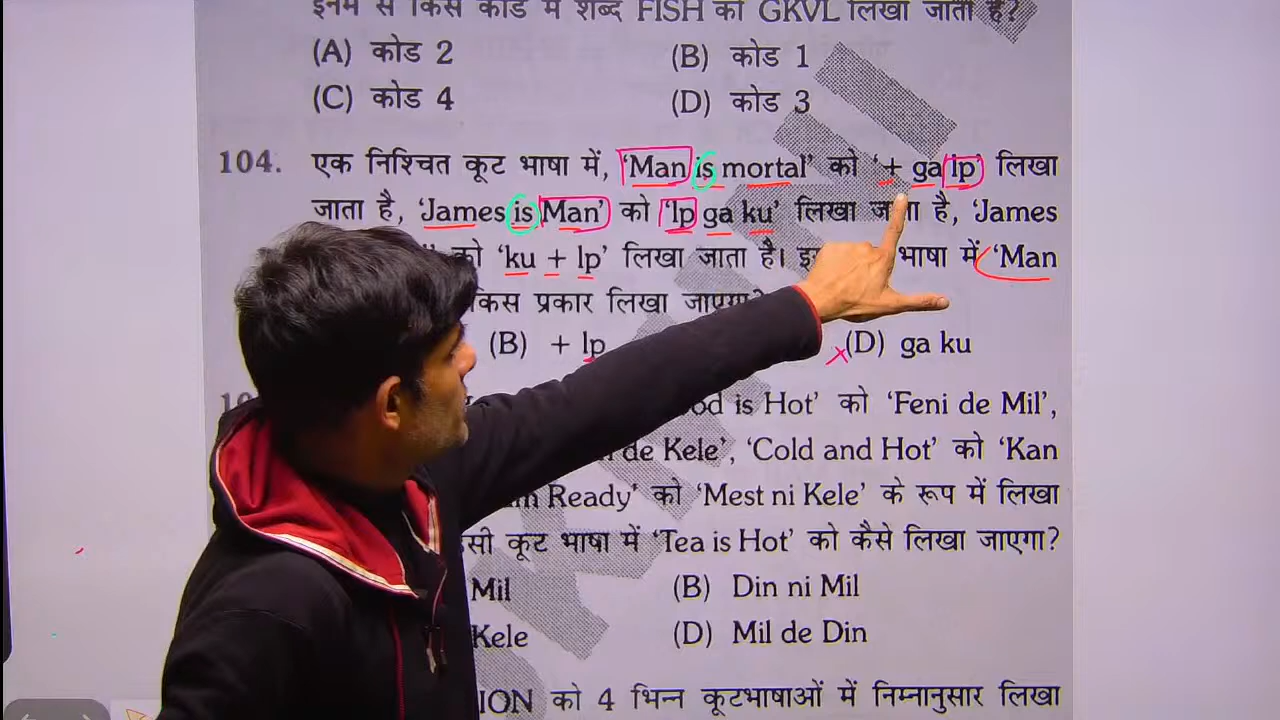 इनमें से किस कोड में शब्द FISH को GKVL लिखा जाता है?
(A) कोड 2 (B) कोड 1
(C) कोड 4 (D) कोड 3
104. एक निश्चित कूट भाषा में, 'Man is mortal' को '+ ga lp' लिखा
जाता है, 'James is Man' को 'lp ga ku' लिखा जाता है, 'James
को 'ku + lp' लिखा जाता है। भाषा में 'Man
किस प्रकार लिखा जाएगा?
(B) + lp (D) ga ku
is Hot' को 'Feni de Mil',
de Kele', 'Cold and Hot' को 'Kan
Ready' को 'Mest ni Kele' के रूप में लिखा
कूट भाषा में 'Tea is Hot' को कैसे लिखा जाएगा?
Mil (B) Din ni Mil
Kele (D) Mil de Din
ION को 4 भिन्न कूटभाषाओं में निम्नानुसार लिखा